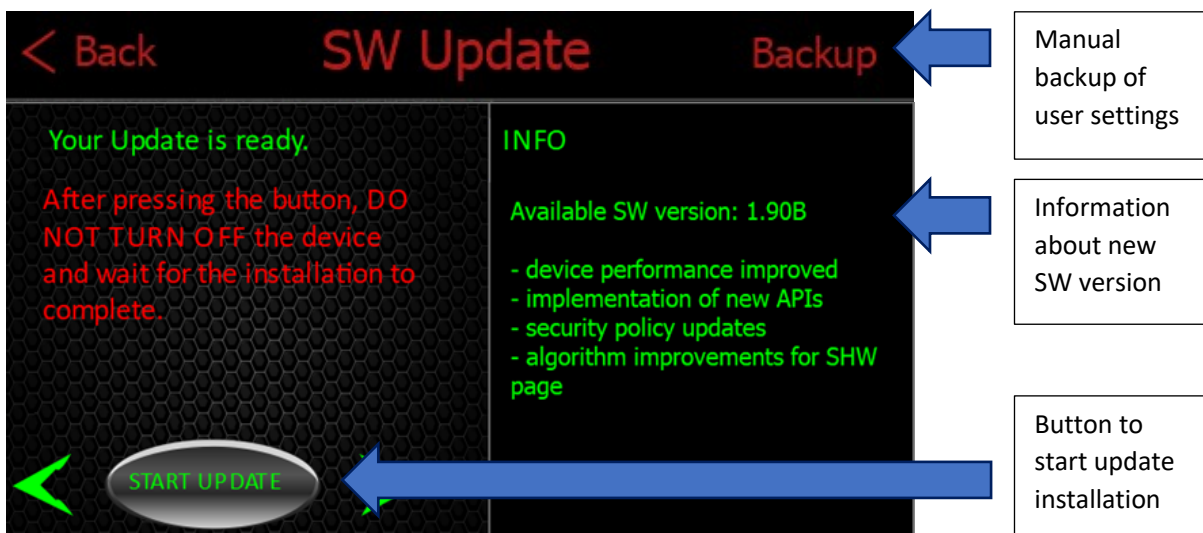 Back
SW Update
Backup
Manual
backup of
user settings
Your Update is ready.
After pressing the button, DO
NOT TURN OFF the device
and wait for the installation to
complete.
INFO
Available SW version: 1.90B
- device performance improved
- implementation of new APIs
- security policy updates
- algorithm improvements for SHW
page
Information
about new
SW version
START UPDATE
Button to
start update
installation